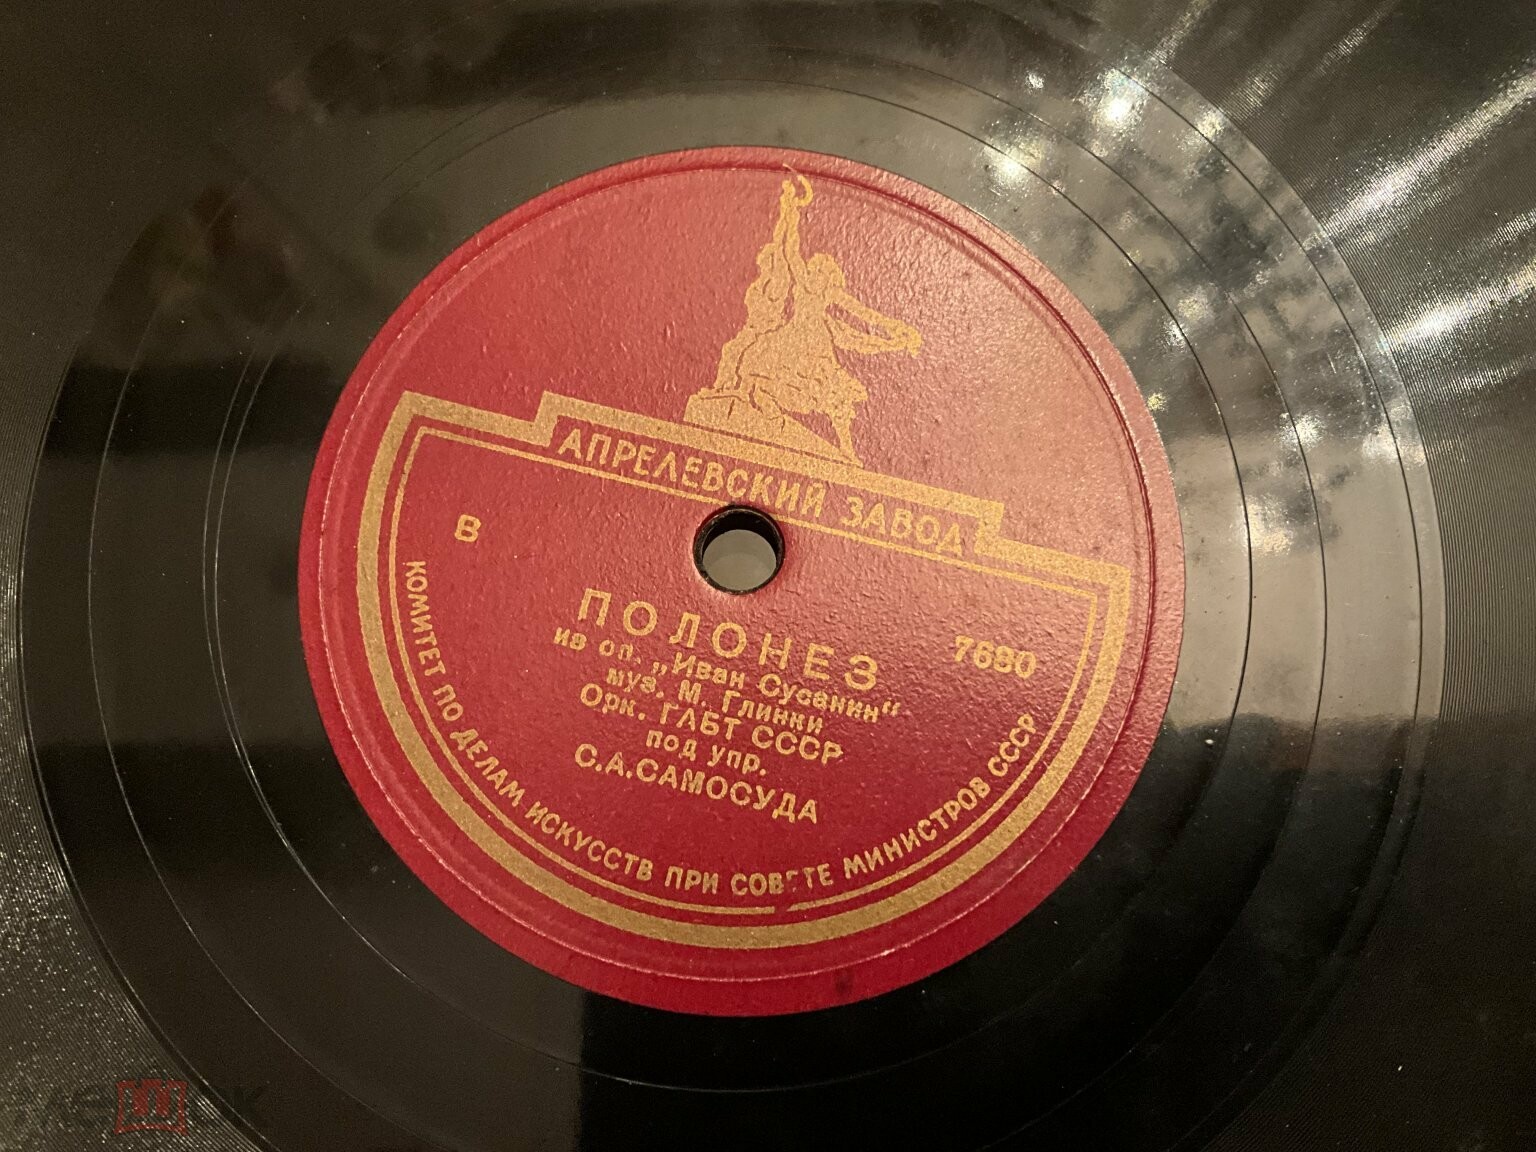 АПРЕЛЕВСКИЙ ЗАВОД
В
ПОЛОНЕЗ
7680
из оп. „Иван Сусанин“
муз. М. Глинки
Орк. ГАБТ СССР
под упр.
С.А.САМОСУДА
КОМИТЕТ ПО ДЕЛАМ ИСКУССТВ ПРИ СОВЕТЕ МИНИСТРОВ СССР